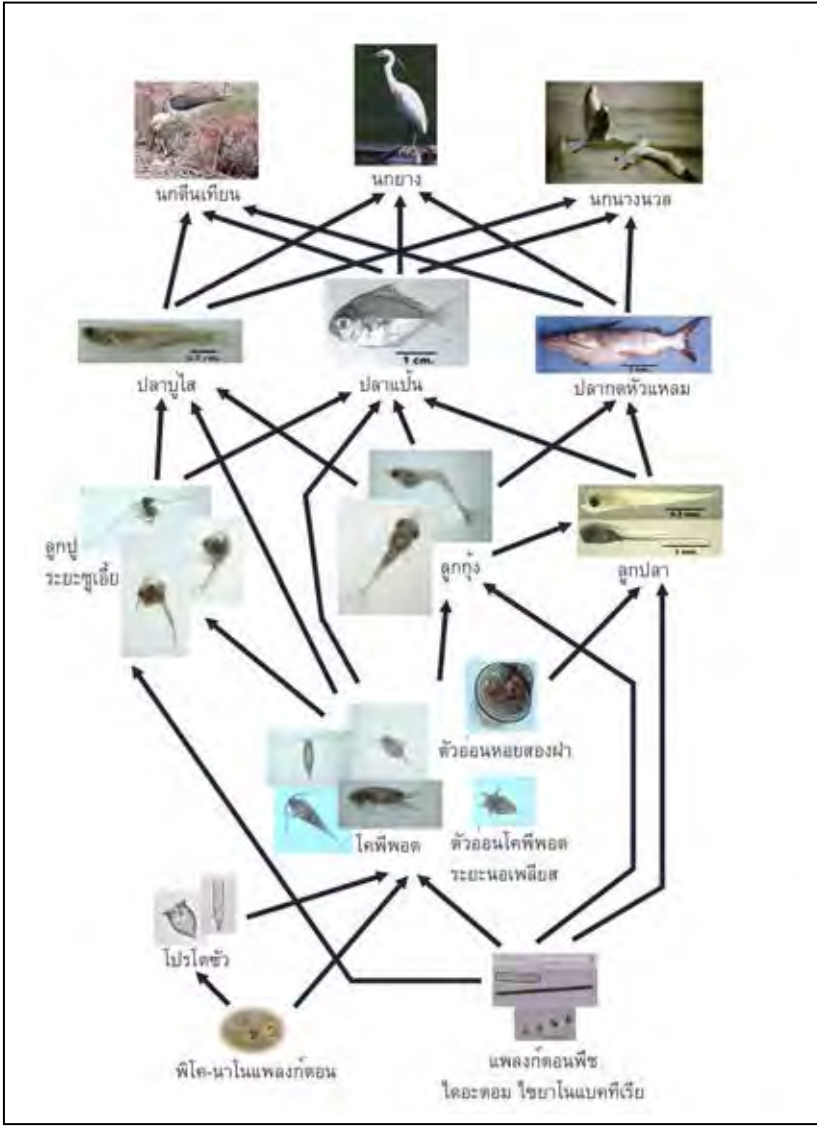 นกตีนเทียน
นกยาง
นกนางนวล
1 cm.
ปลาบู่ใส
ปลาแป้น
ปลากดหัวแหลม
ลูกปู
ระยะซูเอี้ย
ลูกกุ้ง
1 mm.
ลูกปลา
ตัวอ่อนหอยสองฝา
โคพีพอด
ตัวอ่อนโคพีพอด
ระยะนอเพลียส
โปรโตซัว
พิโค-นาโนแพลงก์ตอน
แพลงก์ตอนพืช
ไดอะตอม ไซยาโนแบคทีเรีย